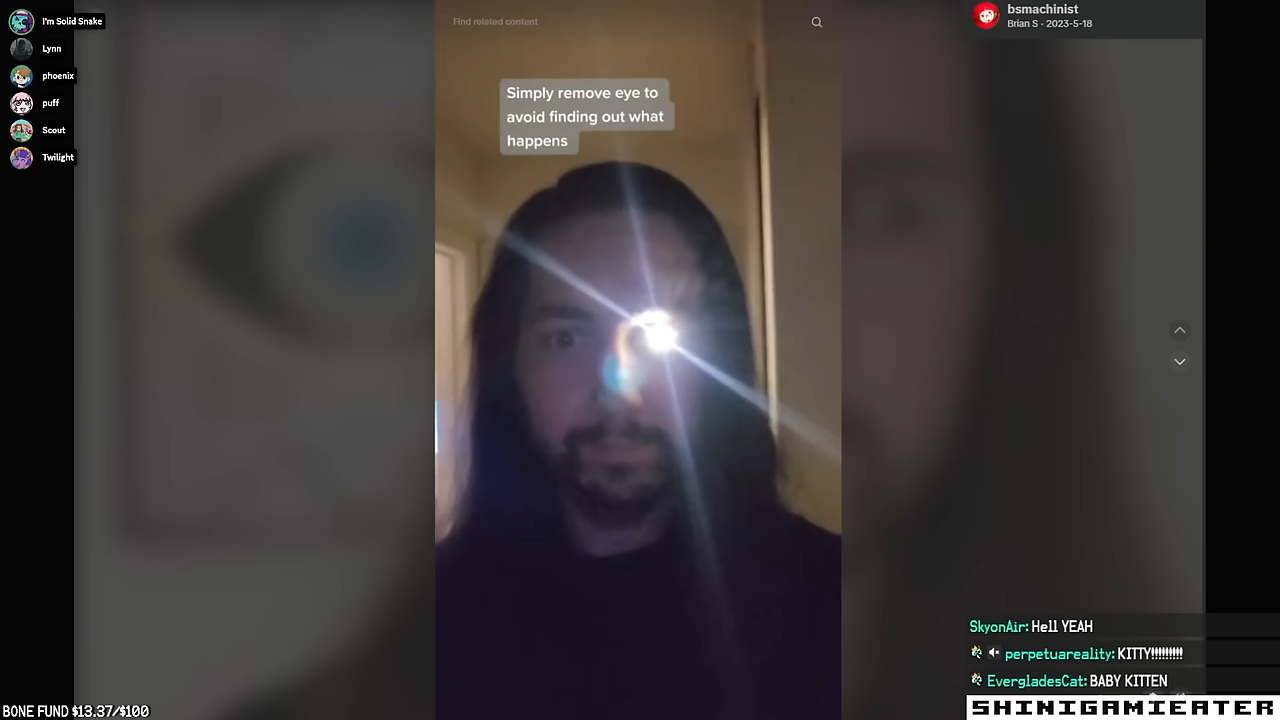 I'm Solid Snake
Lynn
phoenix
puff
Scout
Twilight
Find related content
bsmachinist
Brian S · 2023-5-18
Simply remove eye to
avoid finding out what
happens
SkyonAir: Hell YEAH
perpetuareality: KITTY!!!!!!!!!
EvergladesCat: BABY KITTEN
BONE FUND $13.37/$100
SHINIGAMIEATER